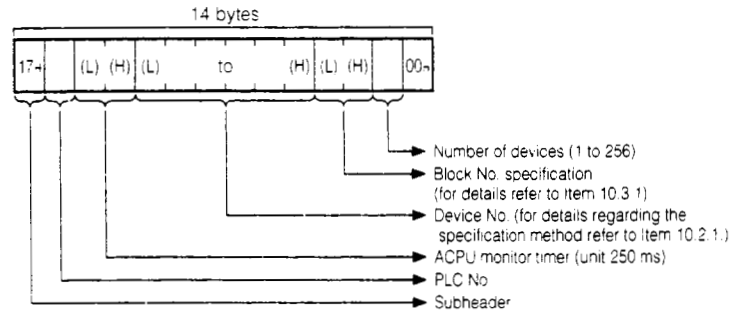 14 bytes
17H (L) (H) (L) to (H) (L) (H) 00H
Number of devices (1 to 256)
Block No. specification
(for details refer to Item 10.3.1)
Device No. (for details regarding the
specification method refer to Item 10.2.1.)
ACPU monitor timer (unit 250 ms)
PLC No
Subheader